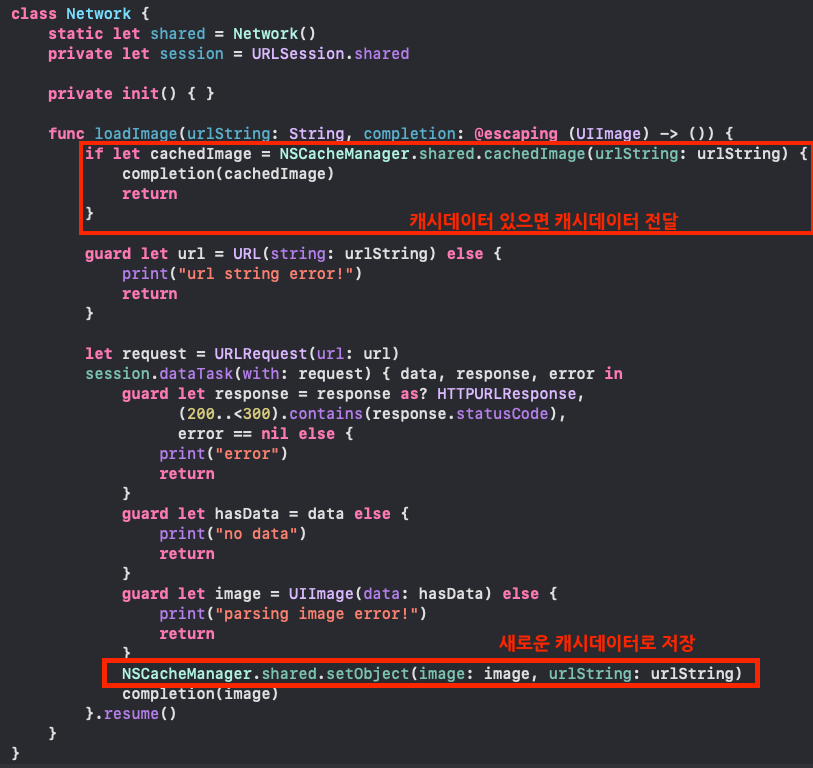 class Network {
    static let shared = Network()
    private let session = URLSession.shared

    private init() { }

    func loadImage(urlString: String, completion: @escaping (UIImage) -> ()) {
        if let cachedImage = NSCacheManager.shared.cachedImage(urlString: urlString) {
            completion(cachedImage)
            return
        }
캐시데이터 있으면 캐시데이터 전달

        guard let url = URL(string: urlString) else {
            print("url string error!")
            return
        }

        let request = URLRequest(url: url)
        session.dataTask(with: request) { data, response, error in
            guard let response = response as? HTTPURLResponse,
                  (200..<300).contains(response.statusCode),
                  error == nil else {
                print("error")
                return
            }
            guard let hasData = data else {
                print("no data")
                return
            }
            guard let image = UIImage(data: hasData) else {
                print("parsing image error!")
                return
            }
새로운 캐시데이터로 저장
            NSCacheManager.shared.setObject(image: image, urlString: urlString)
            completion(image)
        }.resume()
    }
}